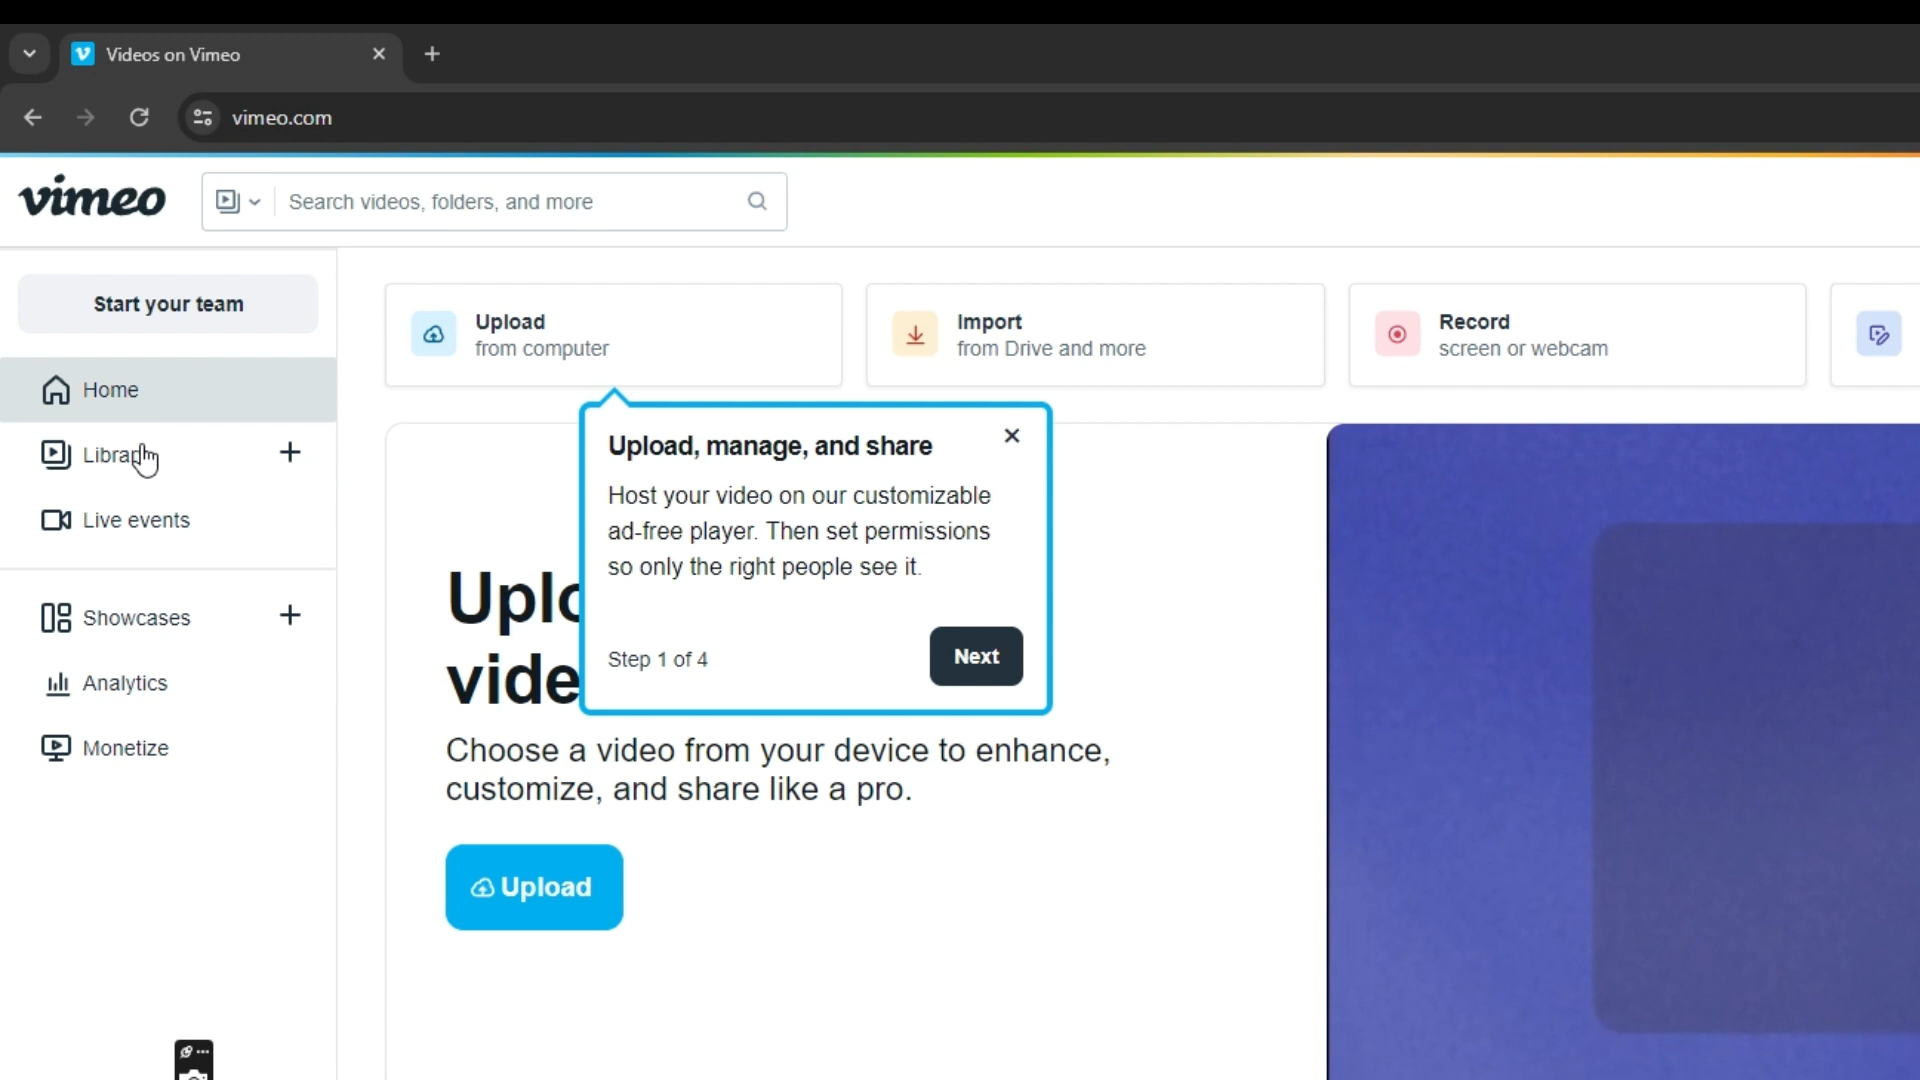 Videos on Vimeo
vimeo.com
vimeo
Search videos, folders, and more
Start your team
Home
Library
Live events
Showcases
Analytics
Monetize
Upload
from computer
Import
from Drive and more
Record
screen or webcam
Upload, manage, and share
Host your video on our customizable
ad-free player. Then set permissions
so only the right people see it.
Step 1 of 4
Next
Choose a video from your device to enhance,
customize, and share like a pro.
Upload